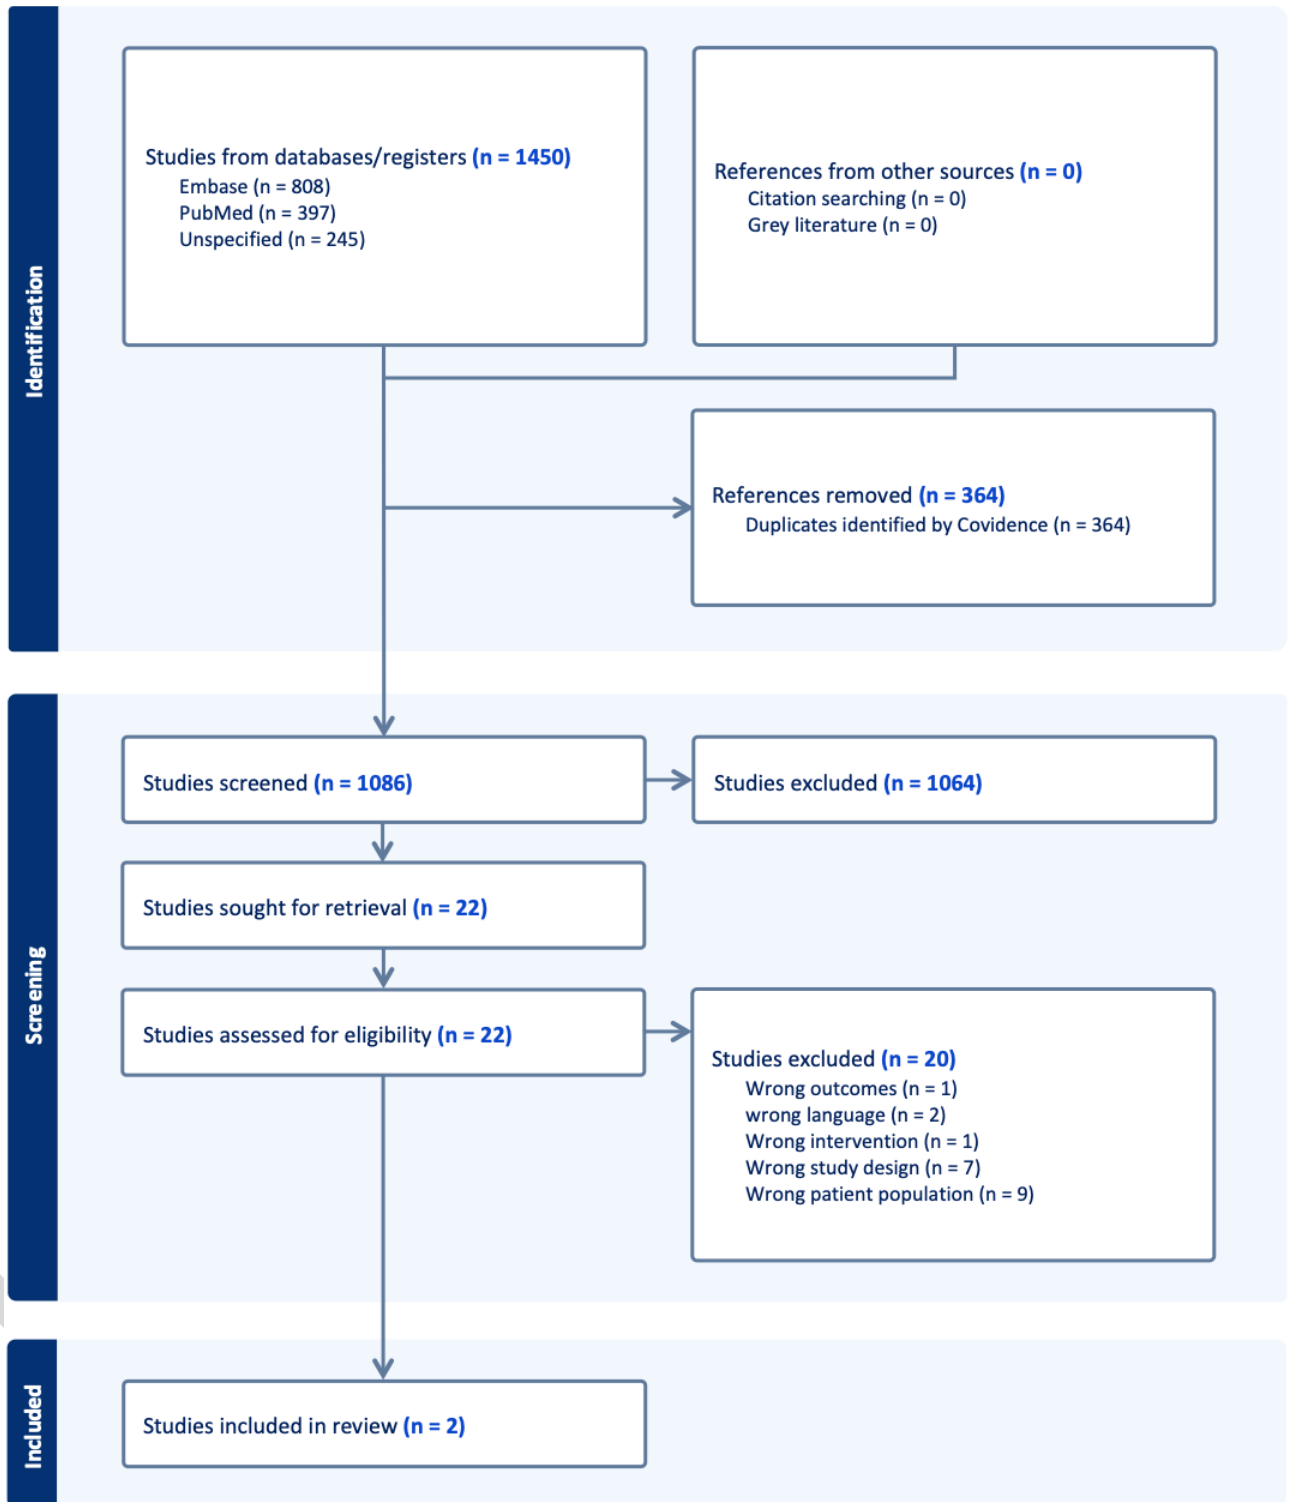 Identification
Studies from databases/registers (n = 1450)
Embase (n = 808)
PubMed (n = 397)
Unspecified (n = 245)
References from other sources (n = 0)
Citation searching (n = 0)
Grey literature (n = 0)
References removed (n = 364)
Duplicates identified by Covidence (n = 364)
Screening
Studies screened (n = 1086)
Studies excluded (n = 1064)
Studies sought for retrieval (n = 22)
Studies assessed for eligibility (n = 22)
Studies excluded (n = 20)
Wrong outcomes (n = 1)
wrong language (n = 2)
Wrong intervention (n = 1)
Wrong study design (n = 7)
Wrong patient population (n = 9)
Included
Studies included in review (n = 2)